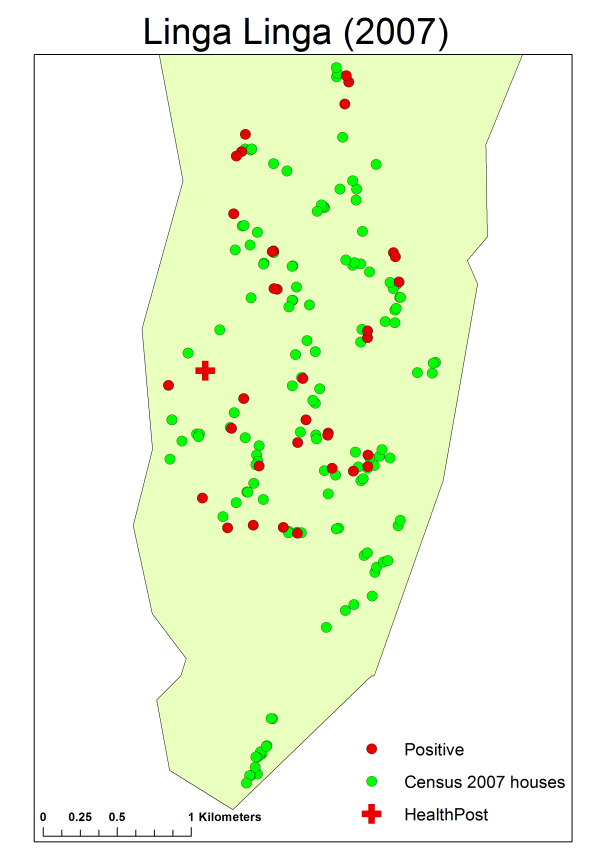 Linga Linga (2007)
Positive
Census 2007 houses
HealthPost
0 0.25 0.5 1 Kilometers